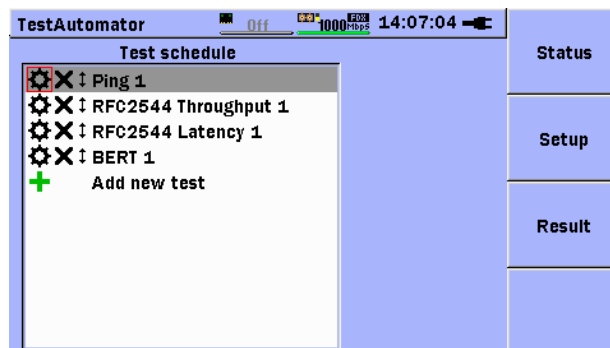 TestAutomator Off 1000 FDX Mbps 14:07:04
Test schedule
Ping 1
RFC2544 Throughput 1
RFC2544 Latency 1
BERT 1
Add new test
Status
Setup
Result